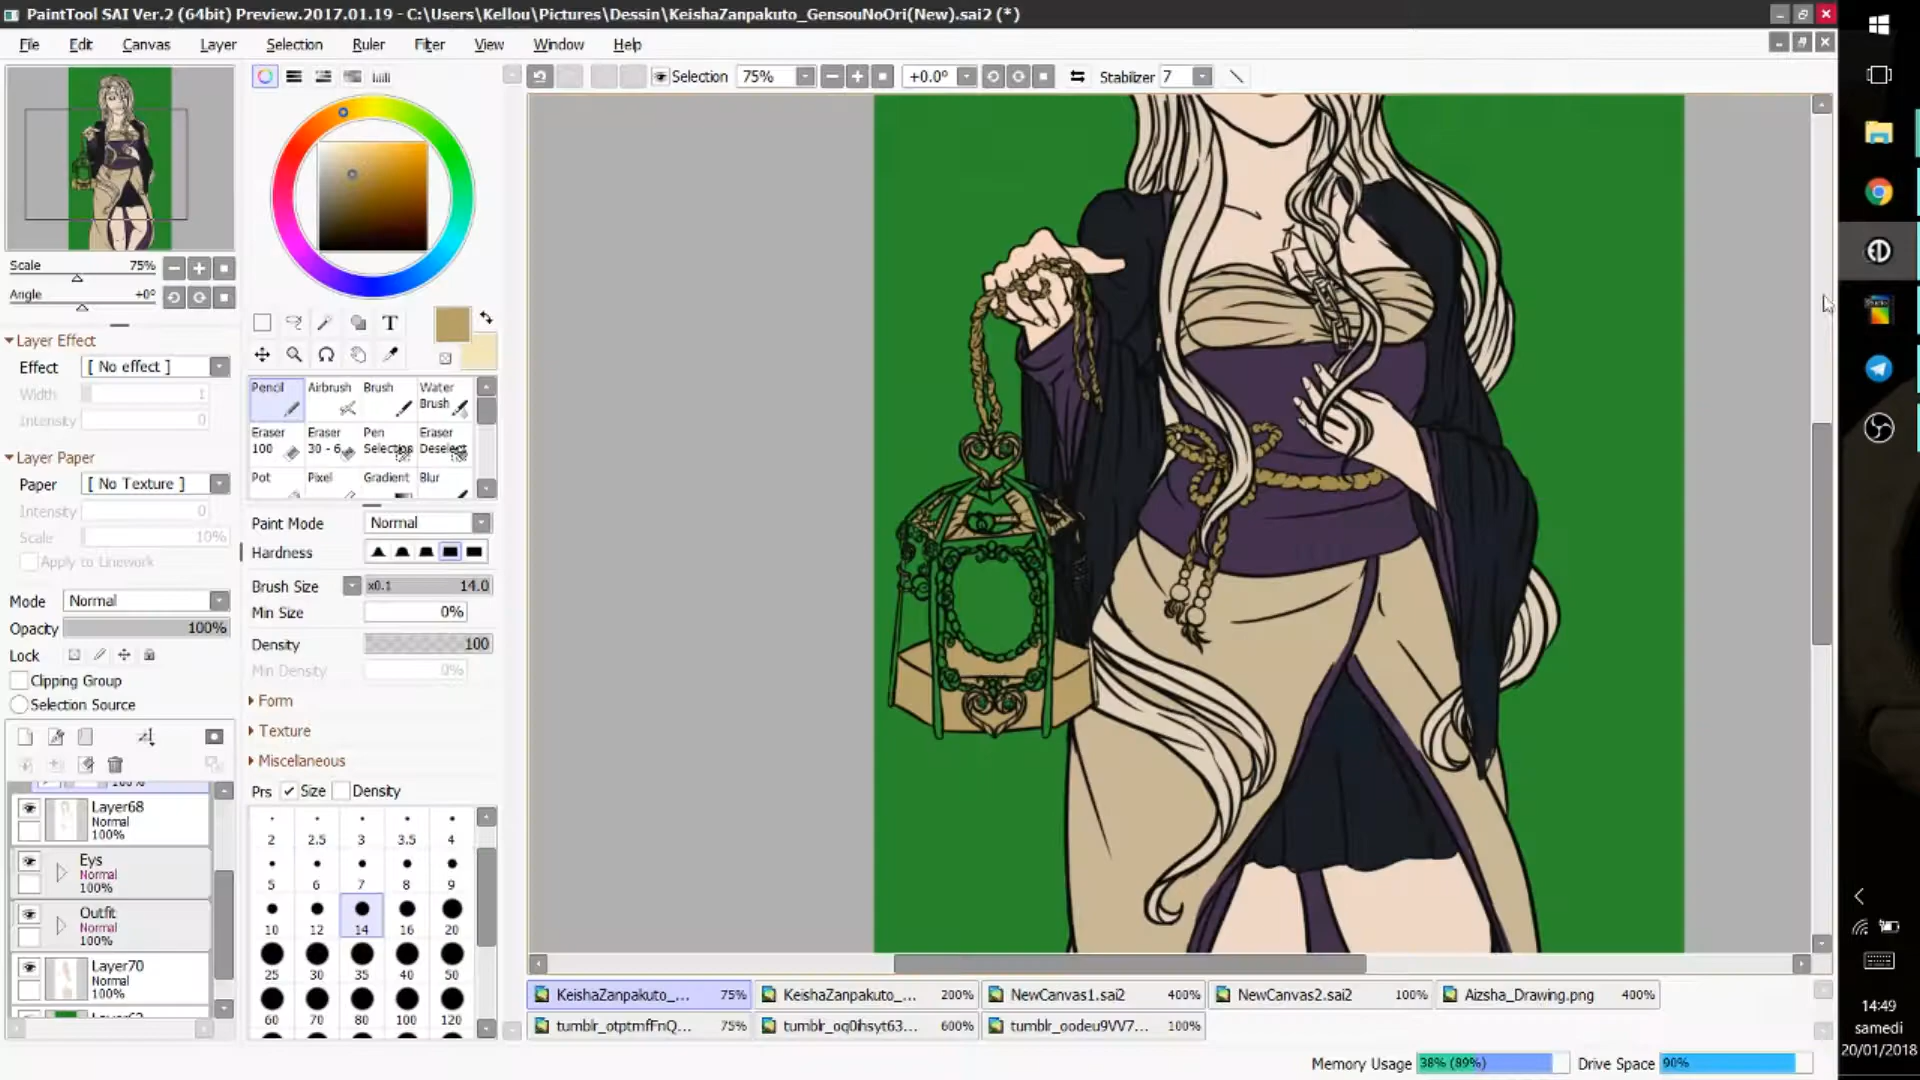 PaintTool SAI Ver.2 (64bit) Preview.2017.01.19 - C:\Users\Kellou\Pictures\Dessin\KeishaZanpakuto_GensouNoOri(New).sai2 (*)
File Edit Canvas Layer Selection Ruler Filter View Window Help
Selection 75% +0.0° Stabilizer 7
Scale 75%
Angle +0°
Layer Effect
Effect [ No effect ]
Width 1
Intensity 0
Layer Paper
Paper [ No Texture ]
Intensity 0
Scale 10%
Apply to Linework
Mode Normal
Opacity 100%
Lock
Clipping Group
Selection Source
100%
Layer68
Normal
100%
Eys
Normal
100%
Outfit
Normal
100%
Layer70
Normal
100%
T
Pencil Airbrush Brush Water Brush
Eraser 100 Eraser 30 - 6 Pen Selection Eraser Deselect
Pot Pixel Gradient Blur
Paint Mode Normal
Hardness
Brush Size x0.1 14.0
Min Size 0%
Density 100
Min Density 0%
Form
Texture
Miscellaneous
Prs Size Density
2 2.5 3 3.5 4
5 6 7 8 9
10 12 14 16 20
25 30 35 40 50
60 70 80 100 120
KeishaZanpakuto_... 75% KeishaZanpakuto_... 200% NewCanvas1.sai2 400% NewCanvas2.sai2 100% Aizsha_Drawing.png 400%
tumblr_otptmfFnQ... 75% tumblr_oq0ihsyt63... 600% tumblr_oodeu9VV7... 100%
Memory Usage 38% (89%) Drive Space 90%
14:49
samedi
20/01/2018